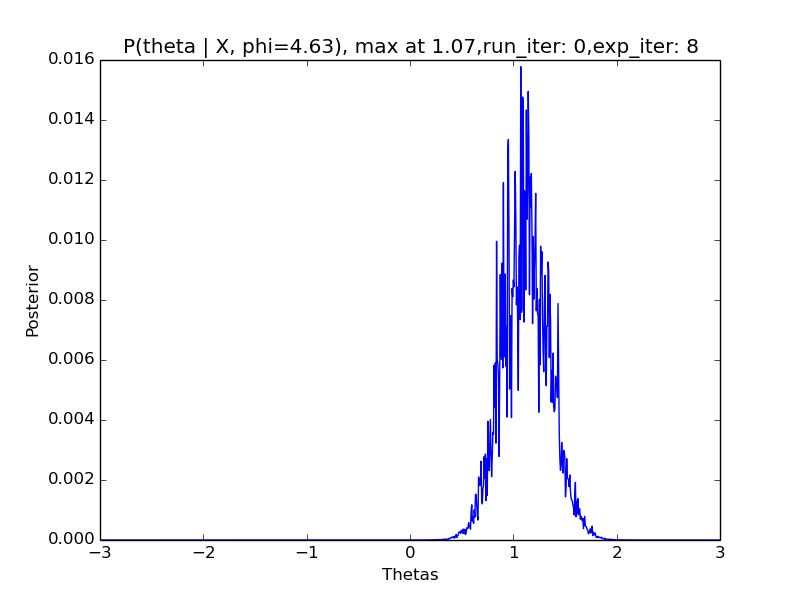 P(theta | X, phi=4.63), max at 1.07,run_iter: 0,exp_iter: 8
0.016
0.014
0.012
0.010
0.008
0.006
0.004
0.002
0.000
Posterior
−3 −2 −1 0 1 2 3
Thetas